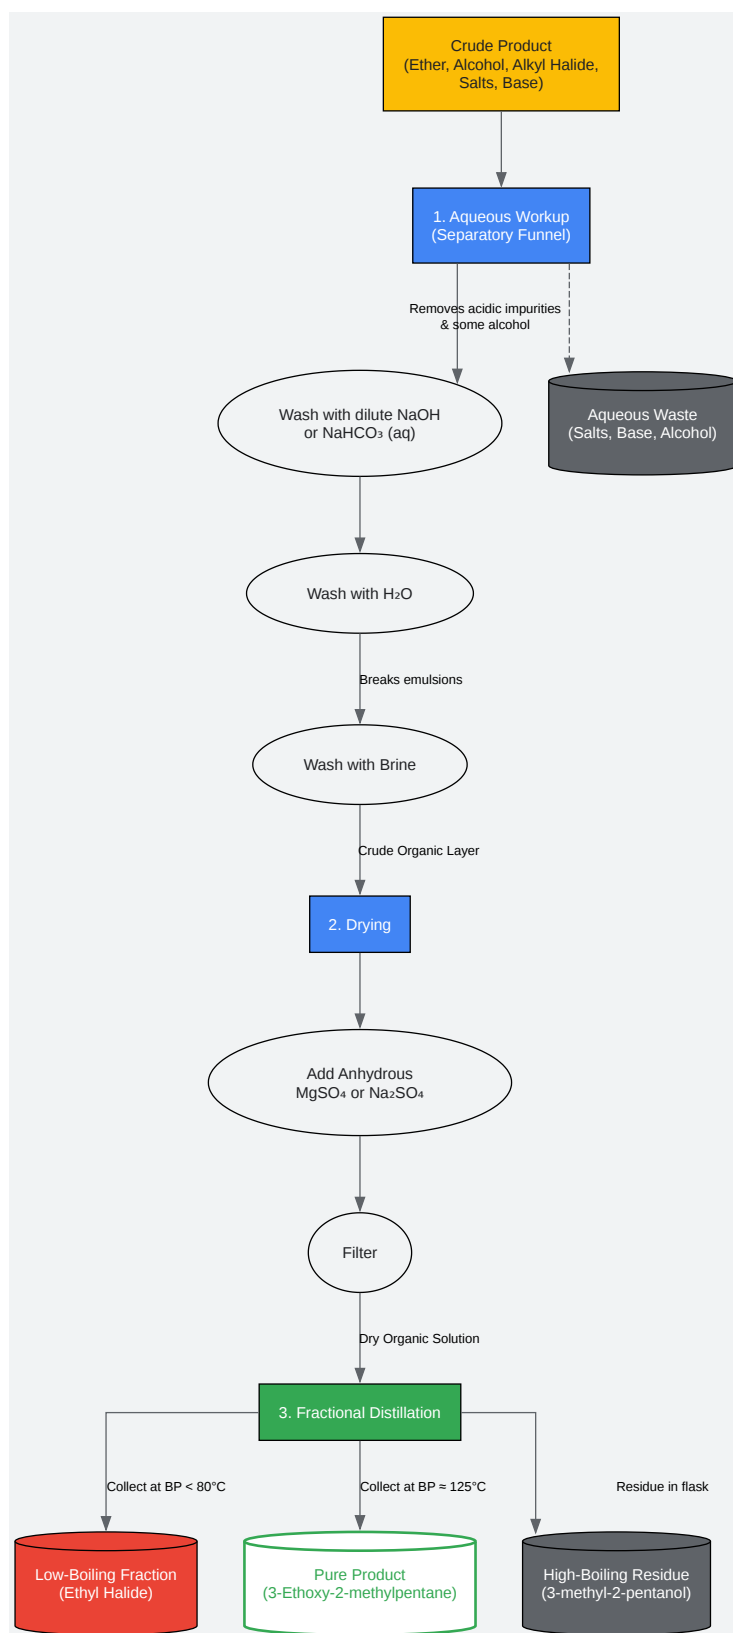 Crude Product
(Ether, Alcohol, Alkyl Halide,
Salts, Base)
1. Aqueous Workup
(Separatory Funnel)
Removes acidic impurities
& some alcohol
Wash with dilute NaOH
or NaHCO₃ (aq)
Aqueous Waste
(Salts, Base, Alcohol)
Wash with H₂O
Breaks emulsions
Wash with Brine
Crude Organic Layer
2. Drying
Add Anhydrous
MgSO₄ or Na₂SO₄
Filter
Dry Organic Solution
3. Fractional Distillation
Collect at BP < 80°C
Collect at BP ≈ 125°C
Residue in flask
Low-Boiling Fraction
(Ethyl Halide)
Pure Product
(3-Ethoxy-2-methylpentane)
High-Boiling Residue
(3-methyl-2-pentanol)